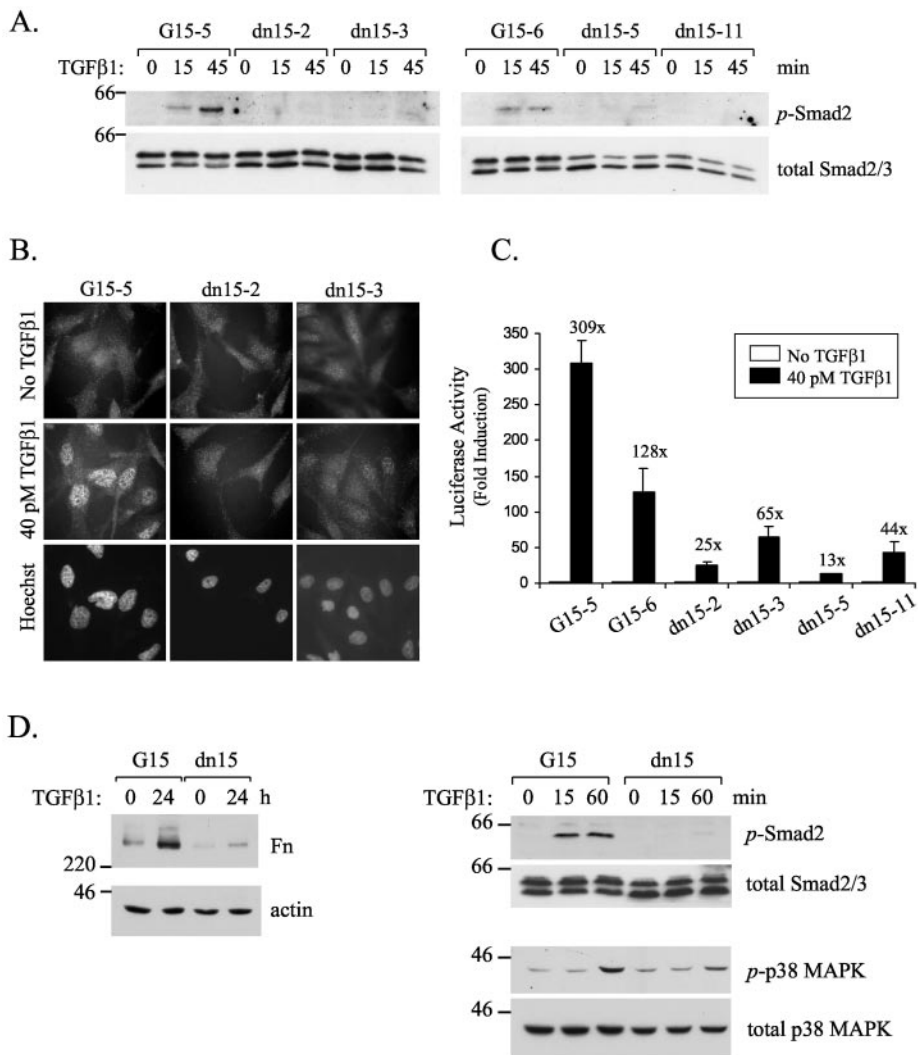 A.
G15-5 dn15-2 dn15-3 G15-6 dn15-5 dn15-11
TGFβ1: 0 15 45 0 15 45 0 15 45 0 15 45 0 15 45 0 15 45 min
66
p-Smad2
66
total Smad2/3
B.
G15-5 dn15-2 dn15-3
No TGFβ1
40 pM TGFβ1
Hoechst
C.
Luciferase Activity
(Fold Induction)
350
300
250
200
150
100
50
0
309x
128x
25x
65x
13x
44x
No TGFβ1
40 pM TGFβ1
G15-5 G15-6 dn15-2 dn15-3 dn15-5 dn15-11
D.
G15 dn15
TGFβ1: 0 24 0 24 h
Fn
220
46
actin
G15 dn15
TGFβ1: 0 15 60 0 15 60 min
66
p-Smad2
66
total Smad2/3
46
p-p38 MAPK
46
total p38 MAPK